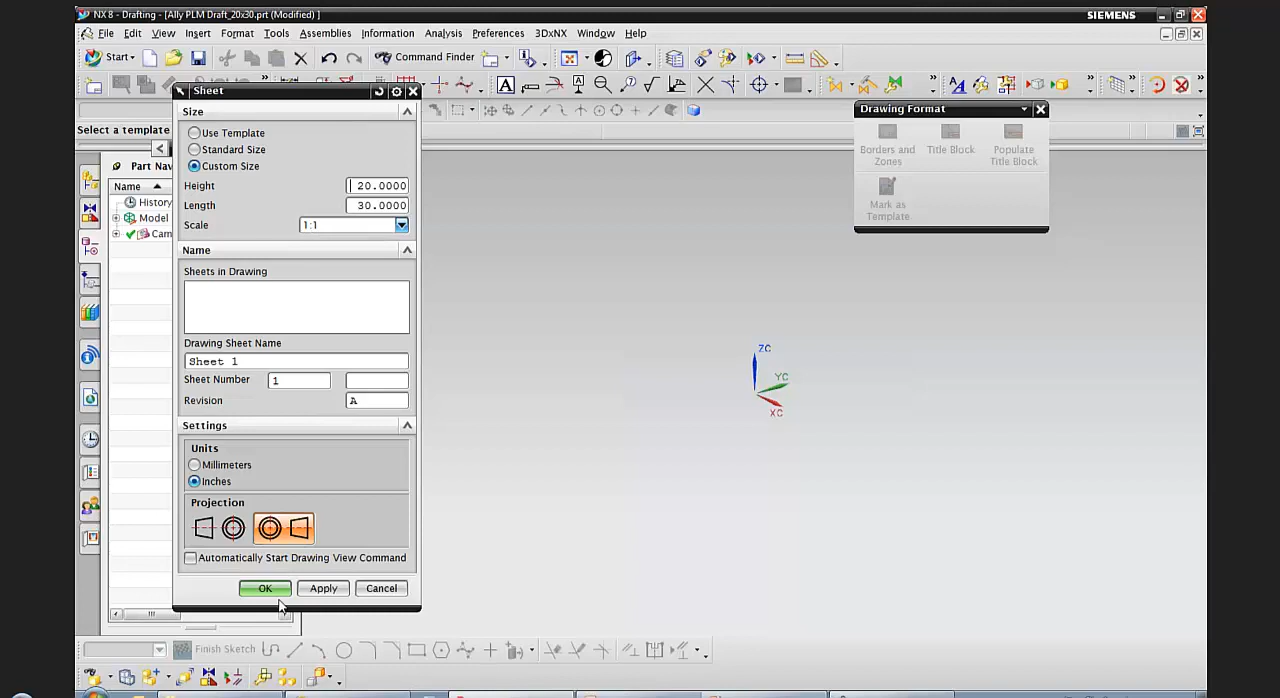 NX 8 - Drafting - [Ally PLM Draft_20x30.prt (Modified) ]
SIEMENS
File Edit View Insert Format Tools Assemblies Information Analysis Preferences 3DxNX Window Help
Start
Command Finder
Sheet
Select a template
Part Nav
Name
History
Model
Cam
Size
Use Template
Standard Size
Custom Size
Height 20.0000
Length 30.0000
Scale 1:1
Name
Sheets in Drawing
Drawing Sheet Name
Sheet 1
Sheet Number 1
Revision A
Settings
Units
Millimeters
Inches
Projection
Automatically Start Drawing View Command
OK Apply Cancel
Drawing Format
Borders and Zones
Title Block
Populate Title Block
Mark as Template
ZC
YC
XC
Finish Sketch